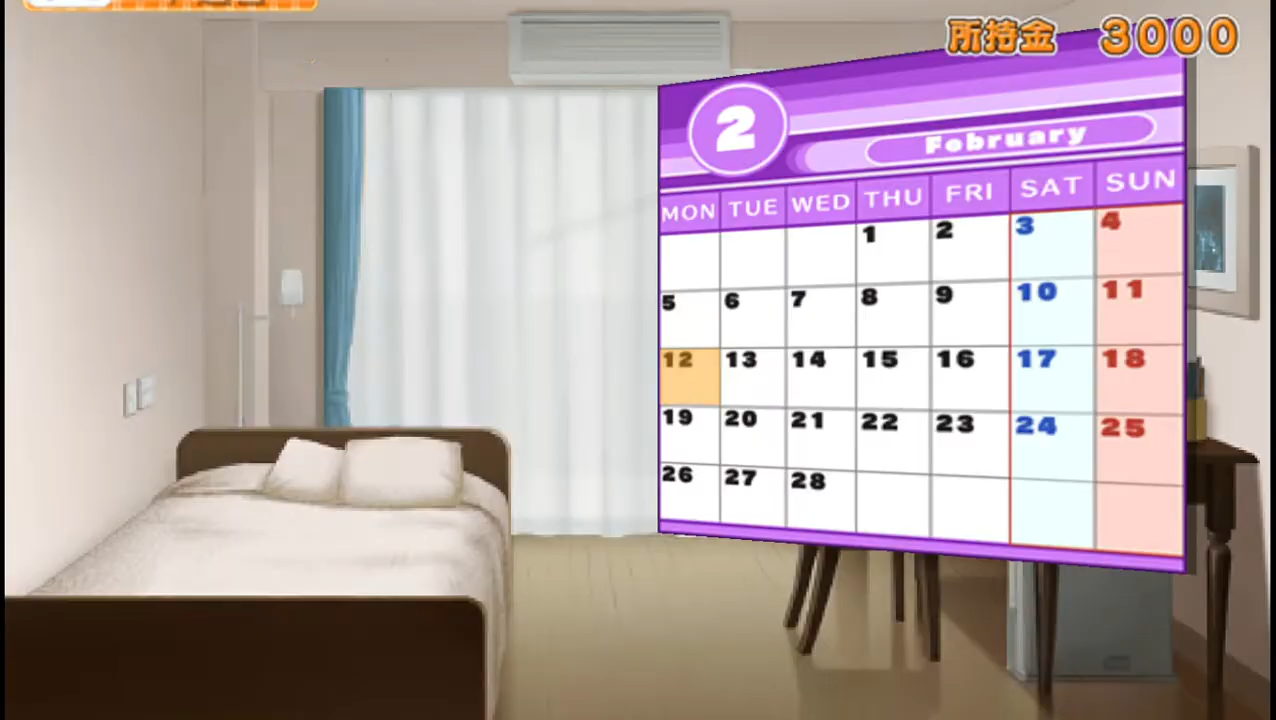 所持金 3000
2
February
MON TUE WED THU FRI SAT SUN
1 2 3 4
5 6 7 8 9 10 11
12 13 14 15 16 17 18
19 20 21 22 23 24 25
26 27 28